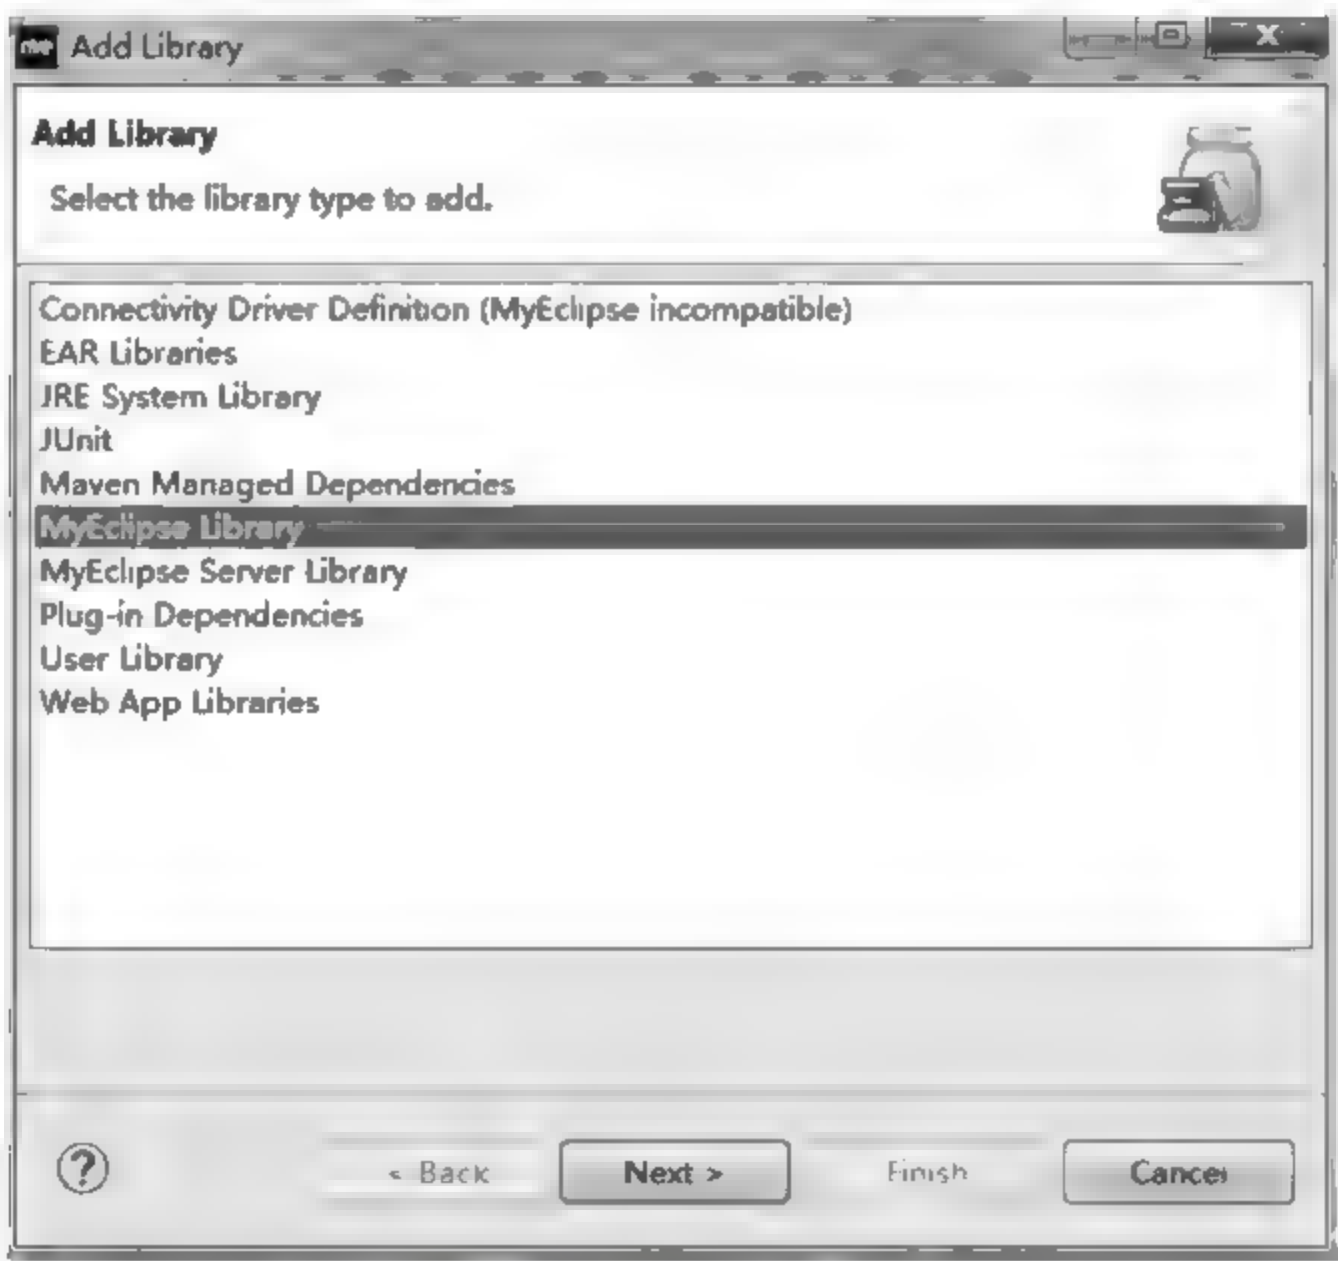 Add Library
Add Library
Select the library type to add.
Connectivity Driver Definition (MyEclipse incompatible)
EAR Libraries
JRE System Library
JUnit
Maven Managed Dependencies
MyEclipse Library
MyEclipse Server Library
Plug-in Dependencies
User Library
Web App Libraries
? < Back Next > Finish Cancel